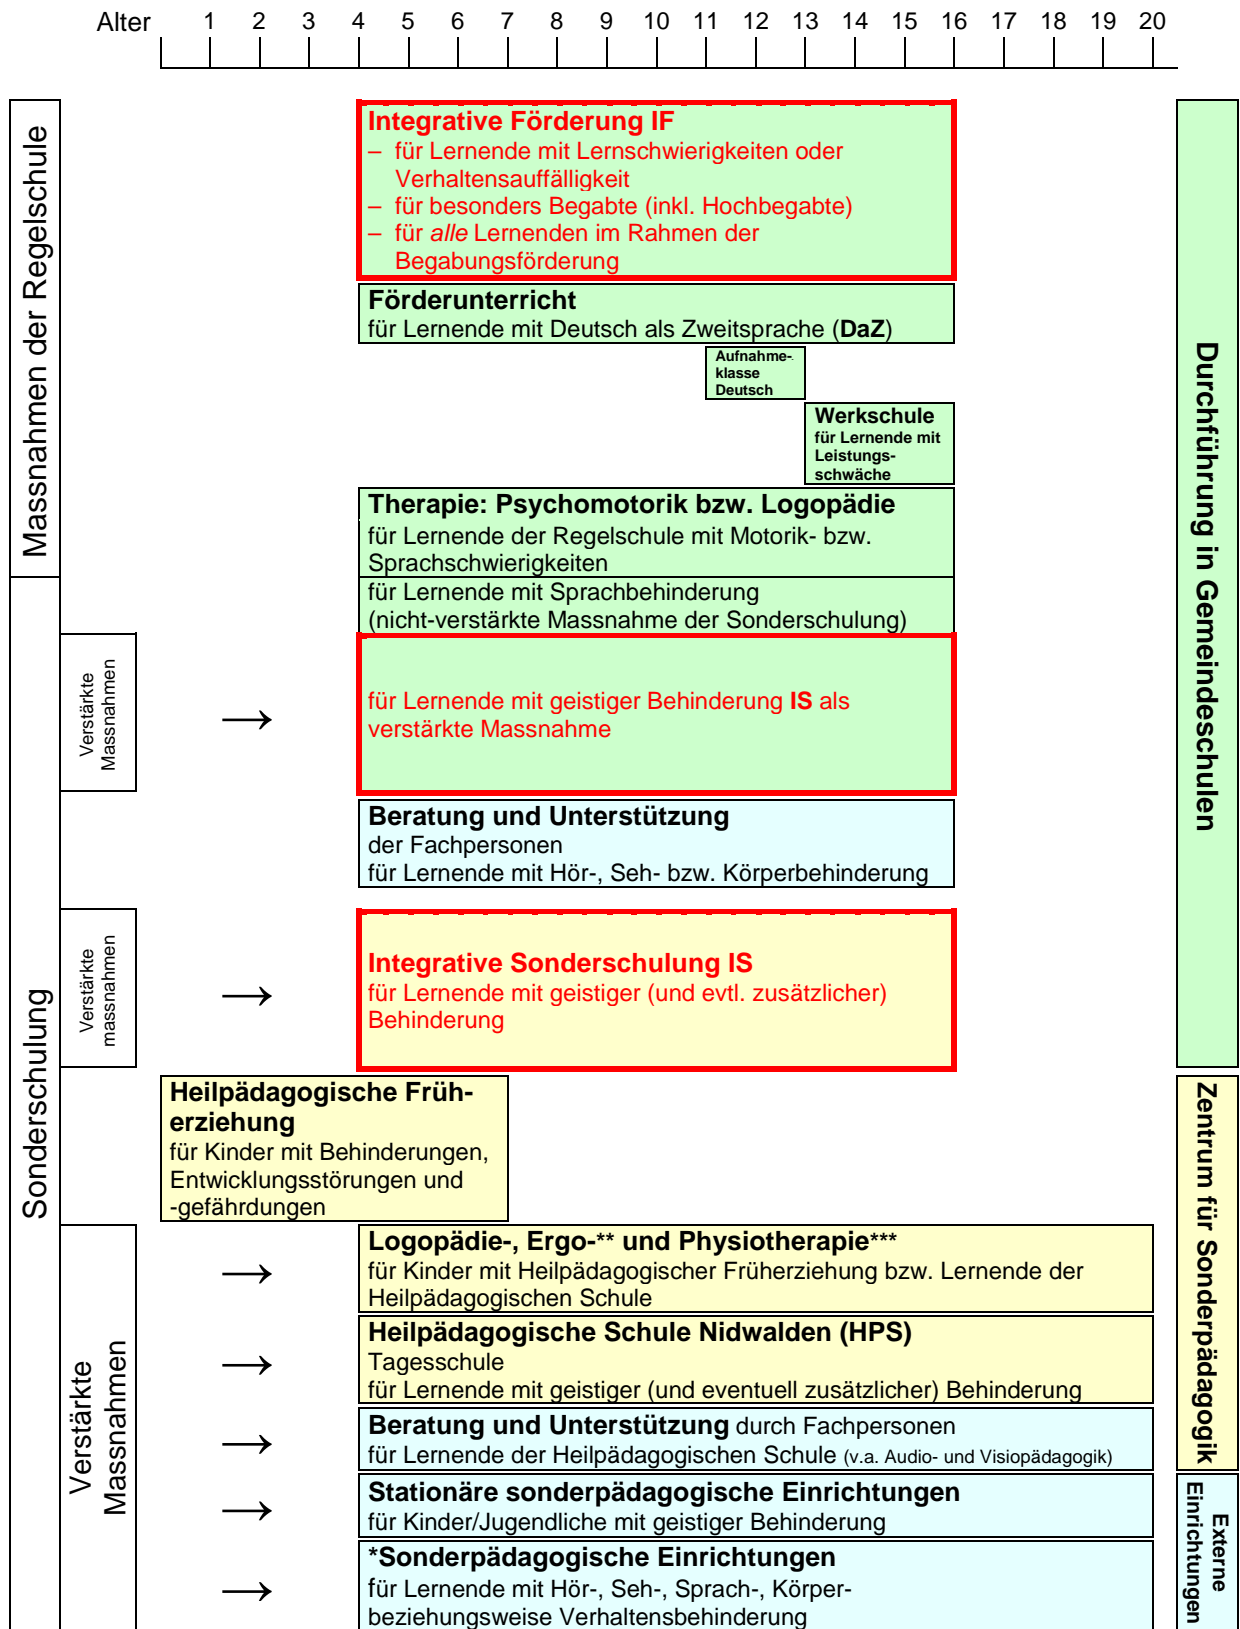 Alter 1 2 3 4 5 6 7 8 9 10 11 12 13 14 15 16 17 18 19 20
Massnahmen der Regelschule
Integrative Förderung IF
– für Lernende mit Lernschwierigkeiten oder
Verhaltensauffälligkeit
– für besonders Begabte (inkl. Hochbegabte)
– für alle Lernenden im Rahmen der
Begabungsförderung
Förderunterricht
für Lernende mit Deutsch als Zweitsprache (DaZ)
Aufnahme-
klasse
Deutsch
Werkschule
für Lernende mit
Leistungs-
schwäche
Therapie: Psychomotorik bzw. Logopädie
für Lernende der Regelschule mit Motorik- bzw.
Sprachschwierigkeiten
Durchführung in Gemeindeschulen
Sonderschulung
für Lernende mit Sprachbehinderung
(nicht-verstärkte Massnahme der Sonderschulung)
Verstärkte
Massnahmen
→
für Lernende mit geistiger Behinderung IS als
verstärkte Massnahme
Beratung und Unterstützung
der Fachpersonen
für Lernende mit Hör-, Seh- bzw. Körperbehinderung
Verstärkte
massnahmen
→
Integrative Sonderschulung IS
für Lernende mit geistiger (und evtl. zusätzlicher)
Behinderung
Heilpädagogische Früh-
erziehung
für Kinder mit Behinderungen,
Entwicklungsstörungen und
-gefährdungen
Zentrum für Sonderpädagogik
Verstärkte
Massnahmen
→
Logopädie-, Ergo-** und Physiotherapie***
für Kinder mit Heilpädagogischer Früherziehung bzw. Lernende der
Heilpädagogischen Schule
→
Heilpädagogische Schule Nidwalden (HPS)
Tagesschule
für Lernende mit geistiger (und eventuell zusätzlicher) Behinderung
→
Beratung und Unterstützung durch Fachpersonen
für Lernende der Heilpädagogischen Schule (v.a. Audio- und Visiopädagogik)
→
Stationäre sonderpädagogische Einrichtungen
für Kinder/Jugendliche mit geistiger Behinderung
Externe
Einrichtungen
→
*Sonderpädagogische Einrichtungen
für Lernende mit Hör-, Seh-, Sprach-, Körper-
beziehungsweise Verhaltensbehinderung